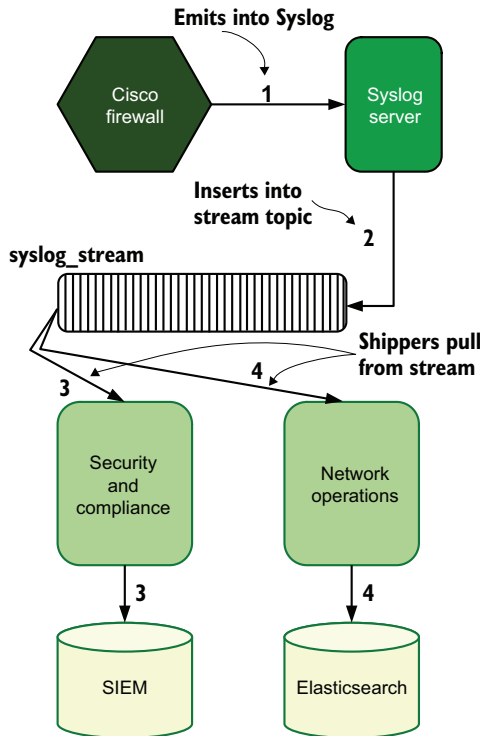 Emits into Syslog
1
Cisco
firewall
Syslog
server
Inserts into
stream topic
2
syslog_stream
Shippers pull
from stream
3
4
Security
and
compliance
Network
operations
3
4
SIEM
Elasticsearch